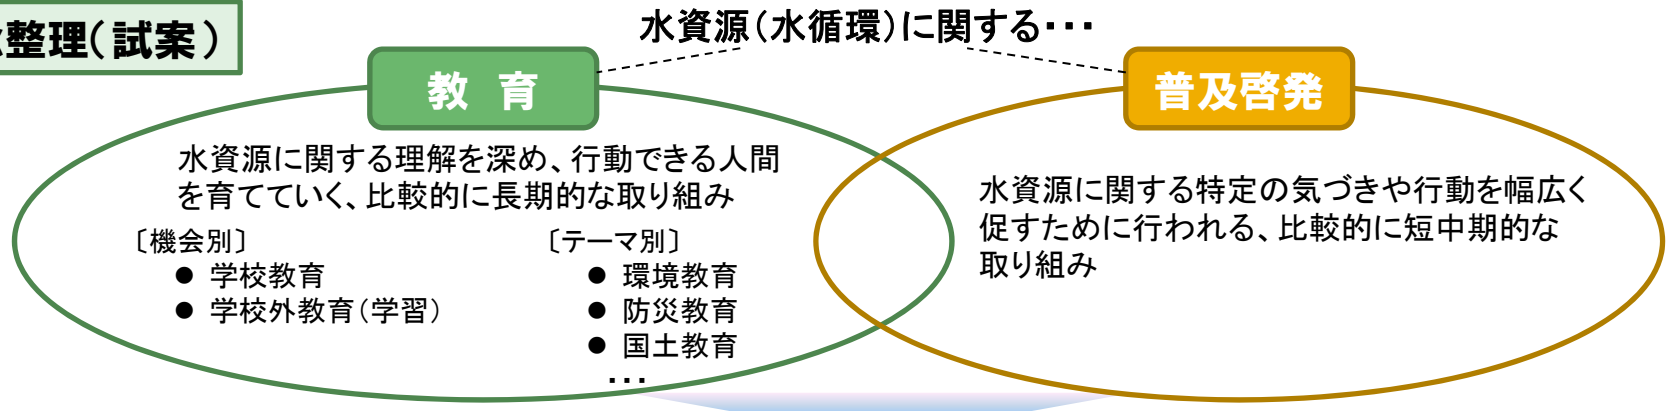 整理（試案）
水資源（水循環）に関する・・・
教 育
普及啓発
水資源に関する理解を深め、行動できる人間
を育てていく、比較的に長期的な取り組み
〔機会別〕
● 学校教育
● 学校外教育（学習）
〔テーマ別〕
● 環境教育
● 防災教育
● 国土教育
・・・
水資源に関する特定の気づきや行動を幅広く
促すために行われる、比較的に短中期的な
取り組み